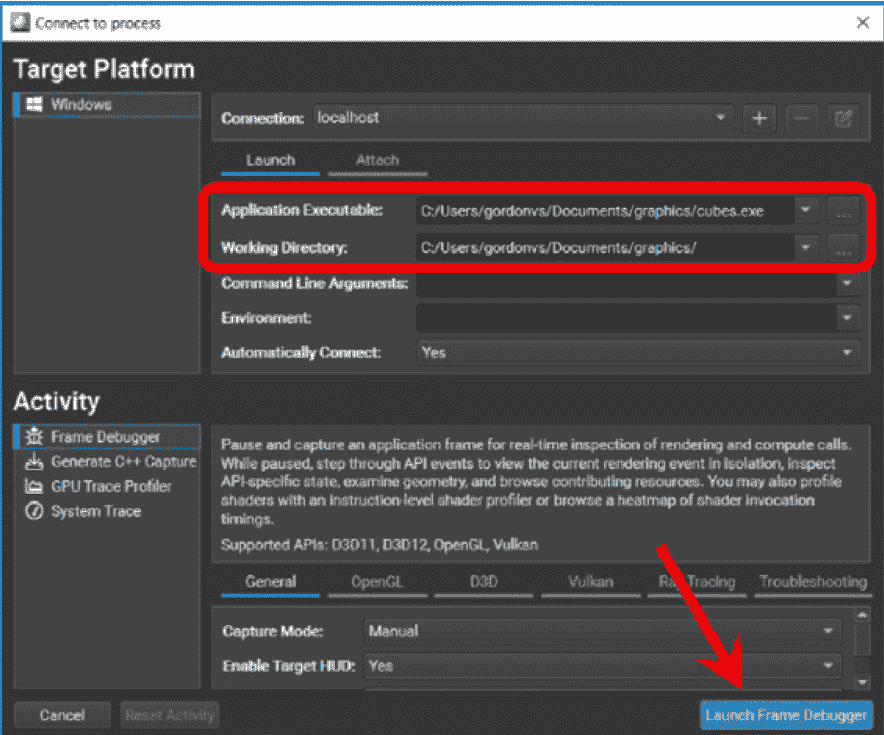 Connect to process
Target Platform
Windows
Connection: localhost
Launch Attach
Application Executable: C:/Users/gordonvs/Documents/graphics/cubes.exe
Working Directory: C:/Users/gordonvs/Documents/graphics/
Command Line Arguments:
Environment:
Automatically Connect: Yes
Activity
Frame Debugger
Generate C++ Capture
GPU Trace Profiler
System Trace
Pause and capture an application frame for real-time inspection of rendering and compute calls.
While paused, step through API events to view the current rendering event in isolation, inspect
API-specific state, examine geometry, and browse contributing resources. You may also profile
shaders with an instruction-level shader profiler or browse a heatmap of shader invocation
timings.
Supported APIs: D3D11, D3D12, OpenGL, Vulkan
General OpenGL D3D Vulkan Ray Tracing Troubleshooting
Capture Mode: Manual
Enable Target HUD: Yes
Cancel Reset Activity Launch Frame Debugger